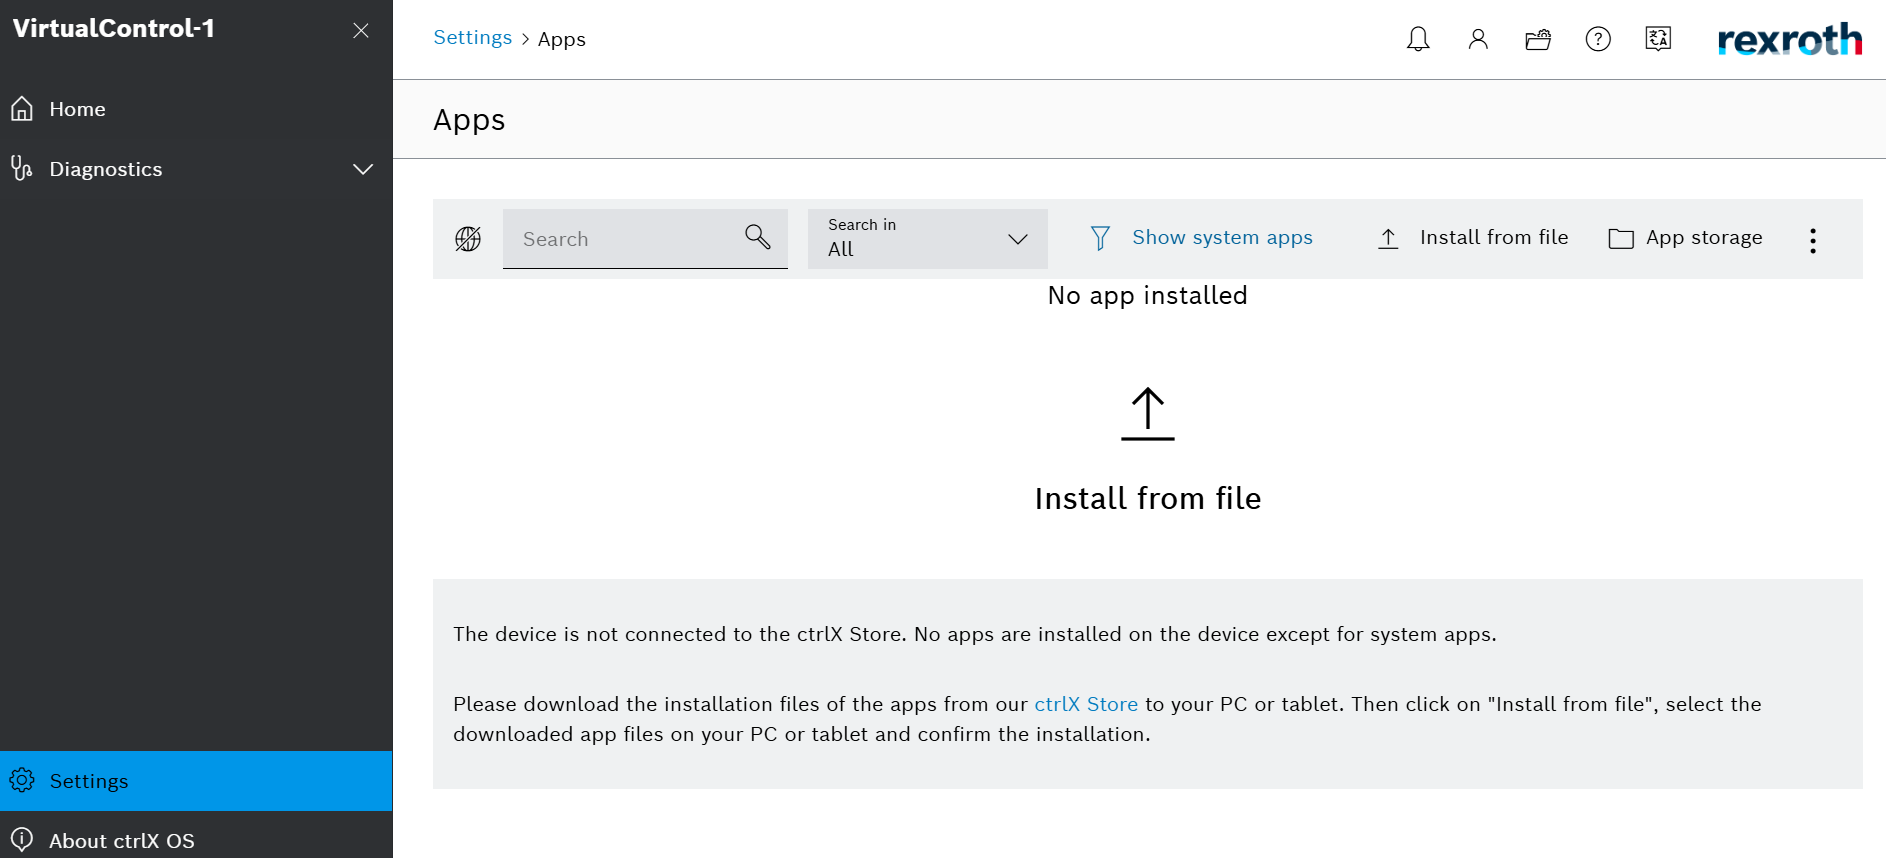 VirtualControl-1
Home
Diagnostics
Settings
About ctrlX OS
Settings > Apps
rexroth
Apps
Search
Search in
All
Show system apps
Install from file
App storage
No app installed
Install from file
The device is not connected to the ctrlX Store. No apps are installed on the device except for system apps.
Please download the installation files of the apps from our ctrlX Store to your PC or tablet. Then click on "Install from file", select the
downloaded app files on your PC or tablet and confirm the installation.